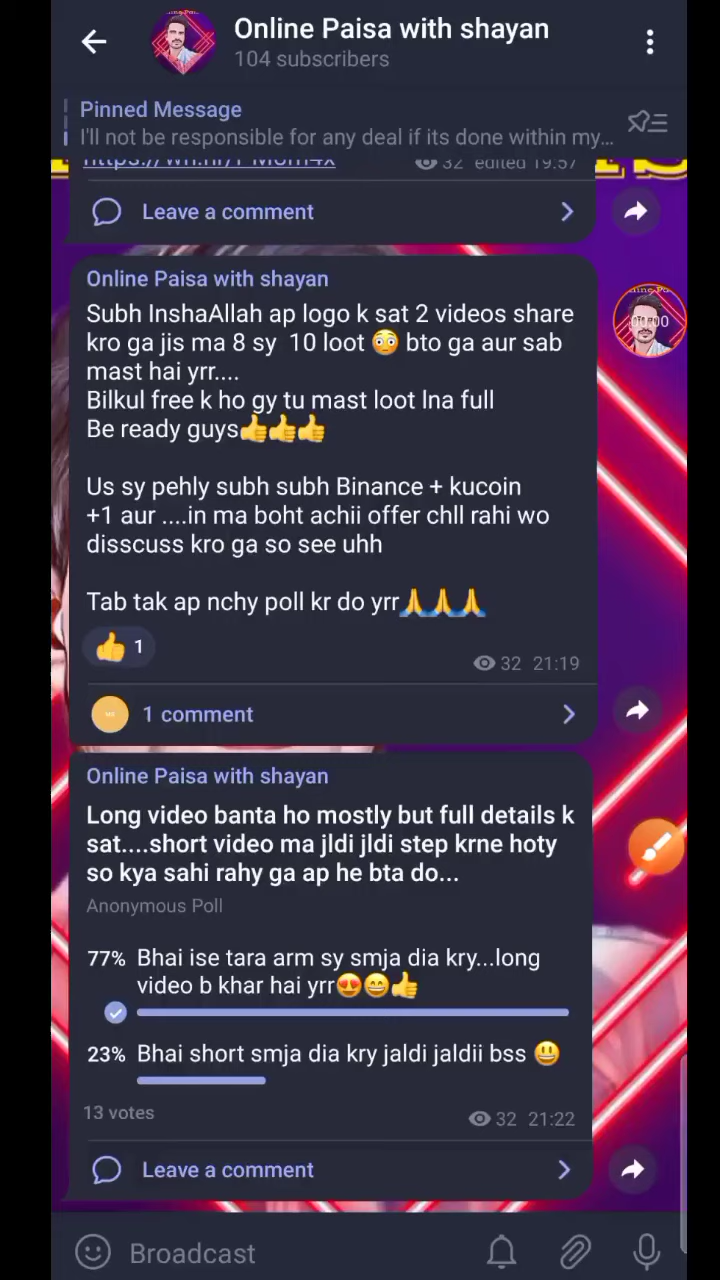 Online Paisa with shayan
104 subscribers
Pinned Message
I'll not be responsible for any deal if its done within my...
32 edited 19:57
Leave a comment
Online Paisa with shayan
Subh InshaAllah ap logo k sat 2 videos share
kro ga jis ma 8 sy 10 loot 😳 bto ga aur sab
mast hai yrr....
Bilkul free k ho gy tu mast loot lna full
Be ready guys👍👍👍
Us sy pehly subh subh Binance + kucoin
+1 aur ....in ma boht achii offer chll rahi wo
disscuss kro ga so see uhh
Tab tak ap nchy poll kr do yrr🙏🙏🙏
👍 1
32 21:19
1 comment
Online Paisa with shayan
Long video banta ho mostly but full details k
sat....short video ma jldi jldi step krne hoty
so kya sahi rahy ga ap he bta do...
Anonymous Poll
77% Bhai ise tara arm sy smja dia kry...long
video b khar hai yrr😍😄👍
23% Bhai short smja dia kry jaldi jaldii bss 😃
13 votes
32 21:22
Leave a comment
Broadcast
00:00